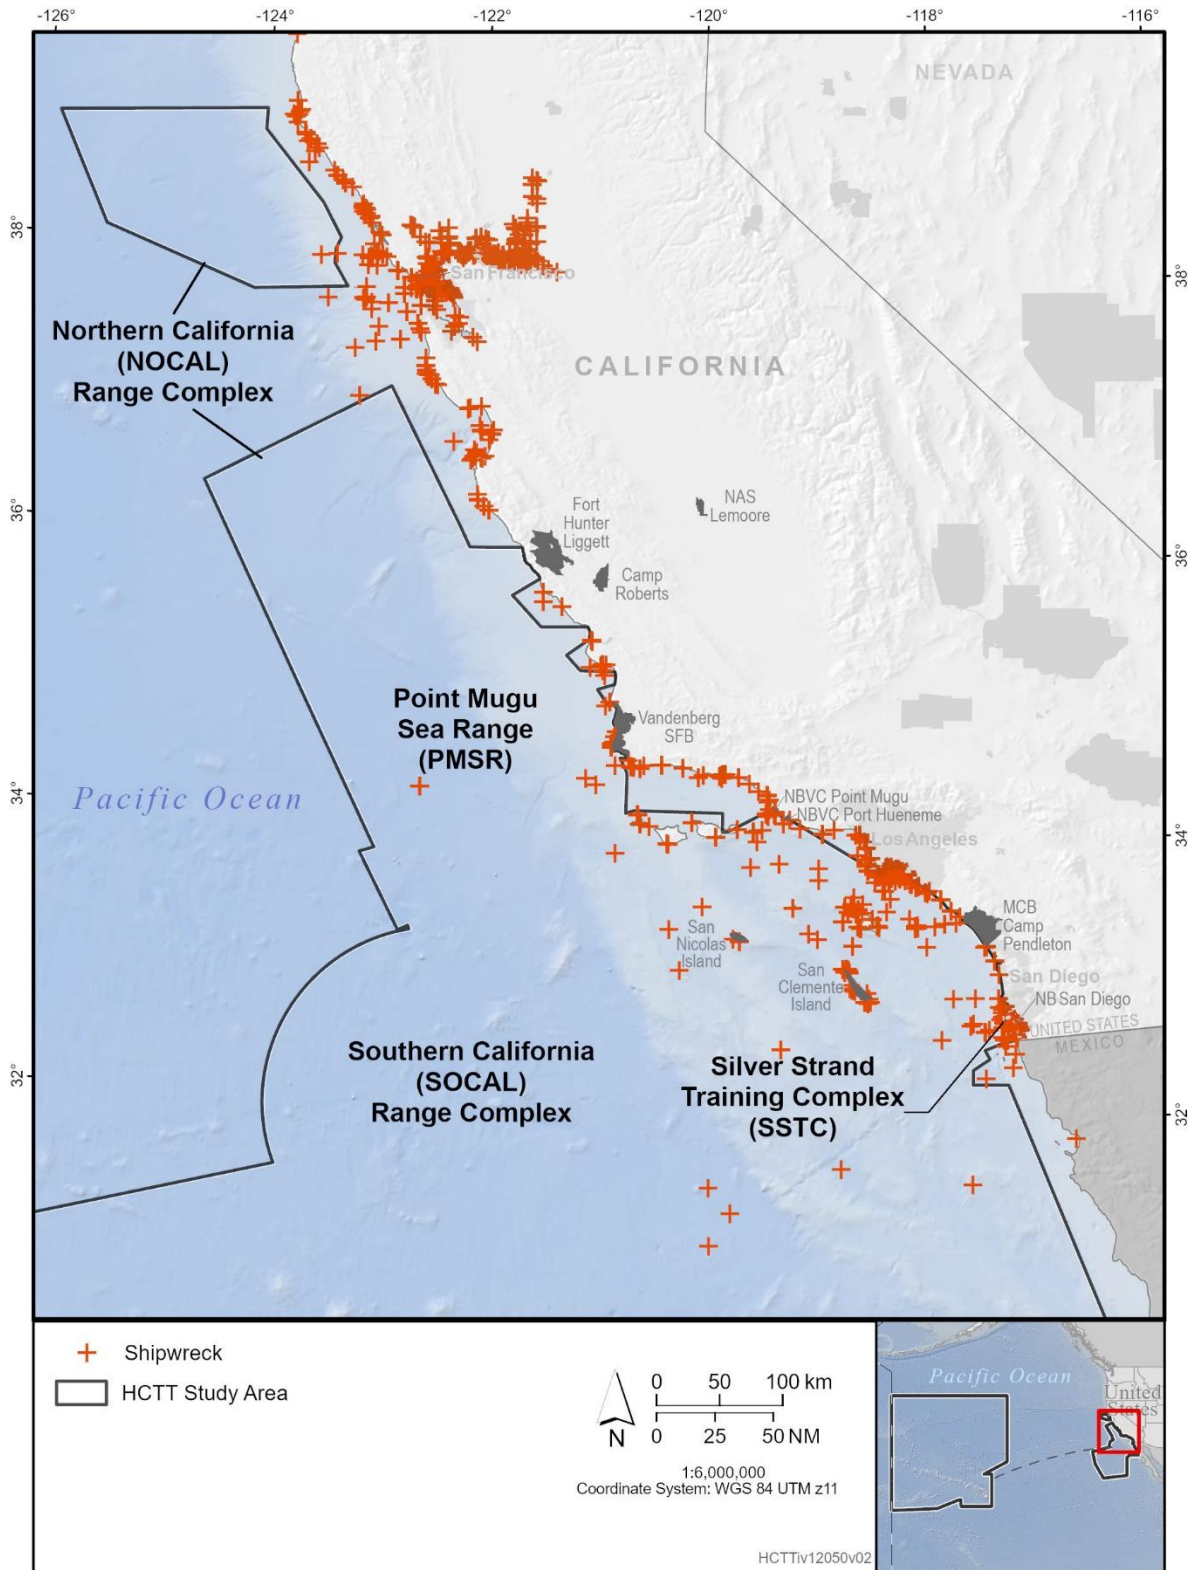 -126° -124° -122° -120° -118° -116°
NEVADA
38°
38°
San Francisco
Northern California
(NOCAL)
Range Complex
CALIFORNIA
36°
36°
NAS
Lemoore
Fort
Hunter
Liggett
Camp
Roberts
Point Mugu
Sea Range
(PMSR)
Vandenberg
SFB
Pacific Ocean
34°
34°
NBVC Point Mugu
NBVC Port Hueneme
Los Angeles
MCB
Camp
Pendleton
San
Nicolas
Island
San
Clemente
Island
San Diego
NB San Diego
UNITED STATES
MEXICO
32°
32°
Southern California
(SOCAL)
Range Complex
Silver Strand
Training Complex
(SSTC)
Shipwreck
HCTT Study Area
N
0 50 100 km
0 25 50 NM
1:6,000,000
Coordinate System: WGS 84 UTM z11
HCTTiv12050v02
Pacific Ocean
United
States